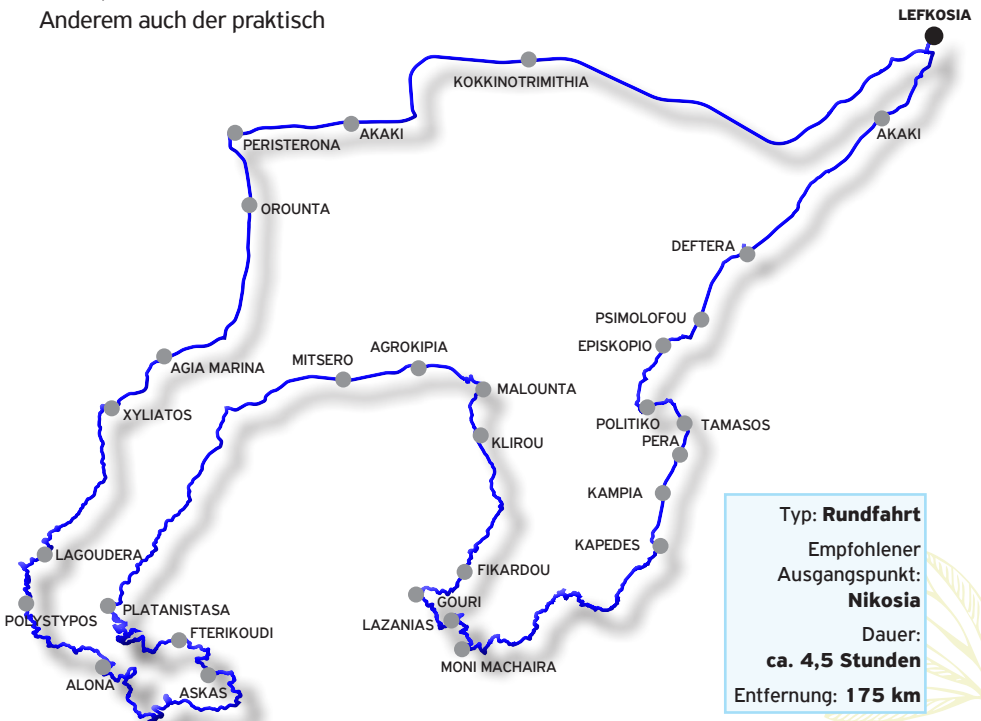 Anderem auch der praktisch
LEFKOSIA
KOKKINOTRIMITHIA
AKAKI
PERISTERONA
AKAKI
OROUNTA
DEFTERA
PSIMOLOFOU
EPISKOPIO
AGROKIPIA
MITSERO
AGIA MARINA
MALOUNTA
XYLIATOS
POLITIKO
TAMASOS
PERA
KLIROU
KAMPIA
KAPEDES
LAGOUDERA
FIKARDOU
GOURI
POLYSTYPOS
PLATANISTASA
LAZANIAS
FTERIKOUDI
MONI MACHAIRA
ALONA
ASKAS
Typ: Rundfahrt
Empfohlener
Ausgangspunkt:
Nikosia
Dauer:
ca. 4,5 Stunden
Entfernung: 175 km